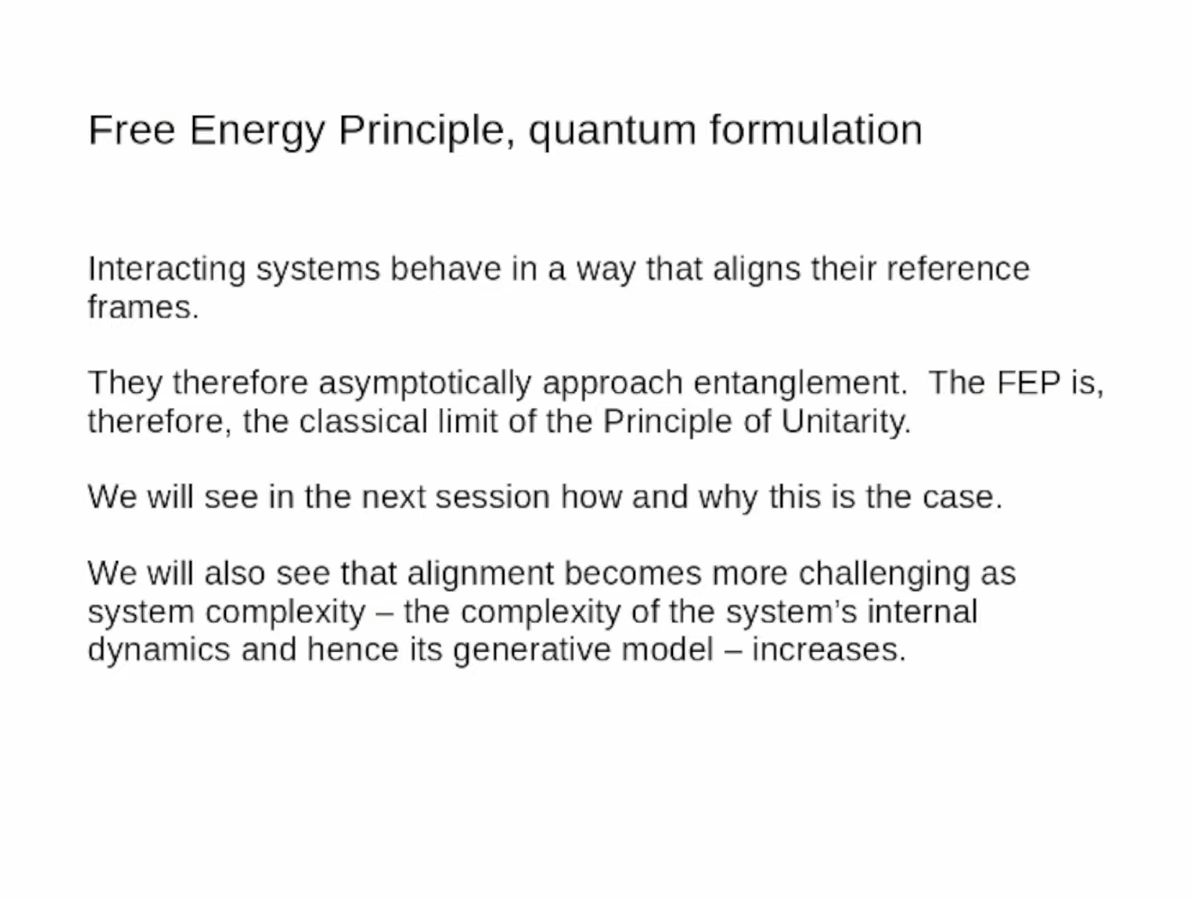 Free Energy Principle, quantum formulation
Interacting systems behave in a way that aligns their reference
frames.
They therefore asymptotically approach entanglement.  The FEP is,
therefore, the classical limit of the Principle of Unitarity.
We will see in the next session how and why this is the case.
We will also see that alignment becomes more challenging as
system complexity – the complexity of the system’s internal
dynamics and hence its generative model – increases.